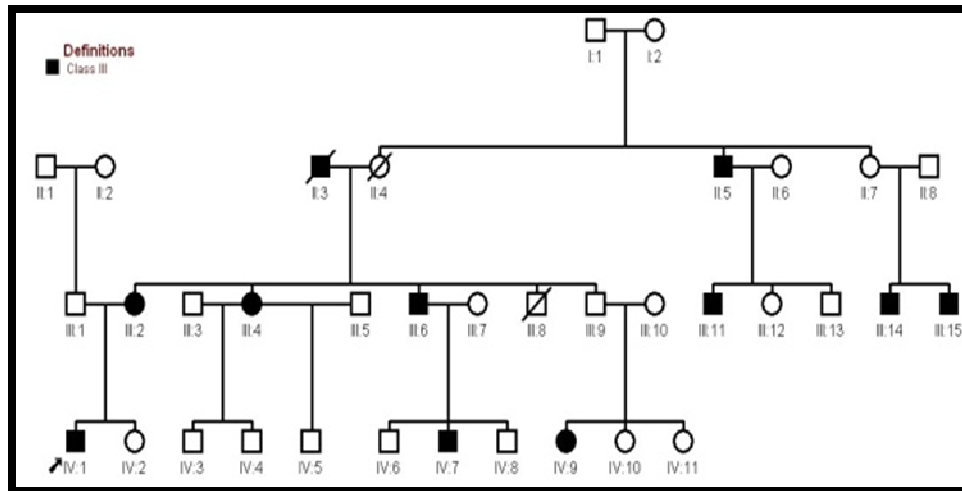 Definitions
Class III
I:1 I:2
II:1 II:2 II:3 II:4 II:5 II:6 II:7 II:8
III:1 III:2 III:3 III:4 III:5 III:6 III:7 III:8 III:9 III:10 III:11 III:12 III:13 III:14 III:15
IV:1 IV:2 IV:3 IV:4 IV:5 IV:6 IV:7 IV:8 IV:9 IV:10 IV:11